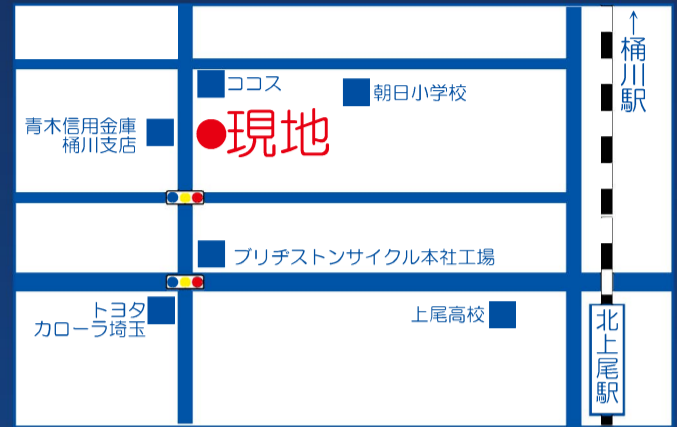 ↑桶川駅
ココス
朝日小学校
青木信用金庫
桶川支店
現地
ブリヂストンサイクル本社工場
トヨタ
カローラ埼玉
上尾高校
北上尾駅